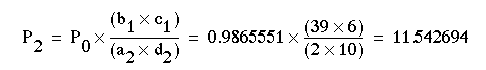 P₂ = P₀ × (b₁ × c₁) / (a₂ × d₂) = 0.9865551 × (39 × 6) / (2 × 10) = 11.542694